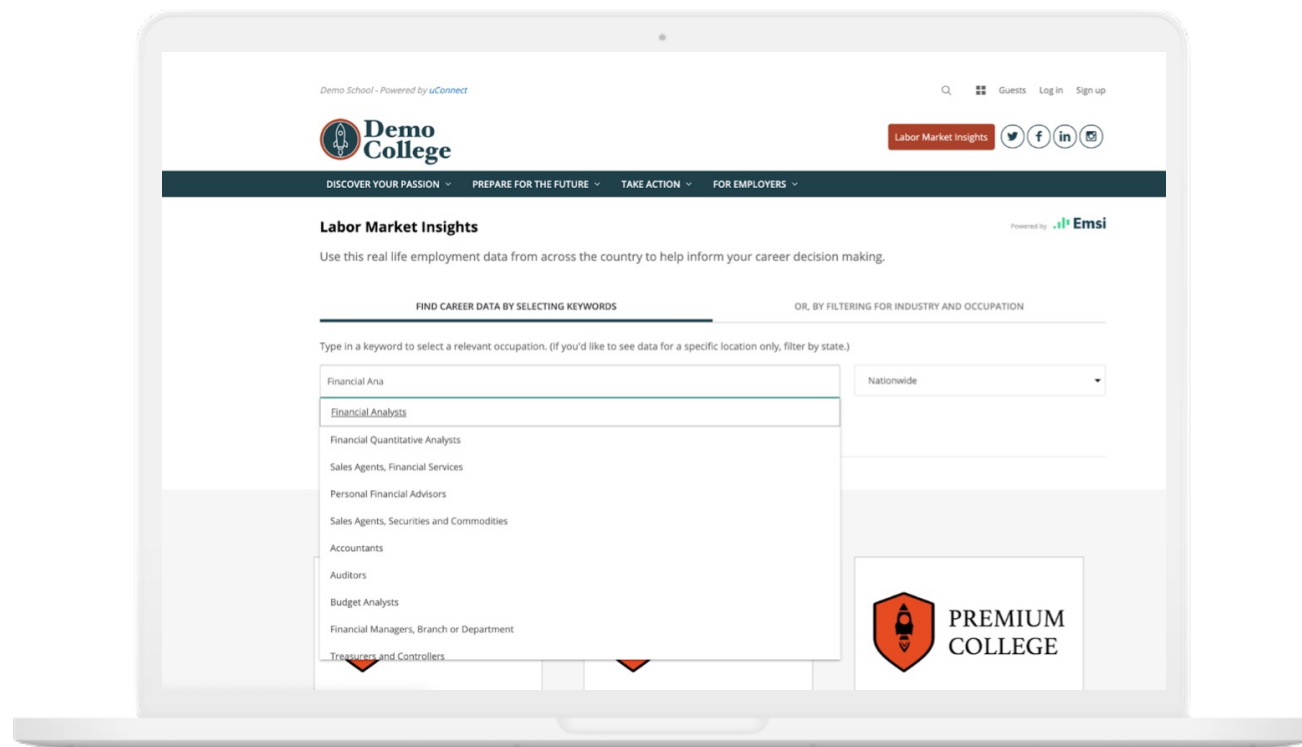 Demo School - Powered by uConnect
Guests Log in Sign up
Demo
College
Labor Market Insights
DISCOVER YOUR PASSION PREPARE FOR THE FUTURE TAKE ACTION FOR EMPLOYERS
Labor Market Insights
Powered by Emsi
Use this real life employment data from across the country to help inform your career decision making.
FIND CAREER DATA BY SELECTING KEYWORDS
OR, BY FILTERING FOR INDUSTRY AND OCCUPATION
Type in a keyword to select a relevant occupation. (If you'd like to see data for a specific location only, filter by state.)
Financial Ana
Nationwide
Financial Analysts
Financial Quantitative Analysts
Sales Agents, Financial Services
Personal Financial Advisors
Sales Agents, Securities and Commodities
Accountants
Auditors
Budget Analysts
Financial Managers, Branch or Department
Treasurers and Controllers
PREMIUM
COLLEGE